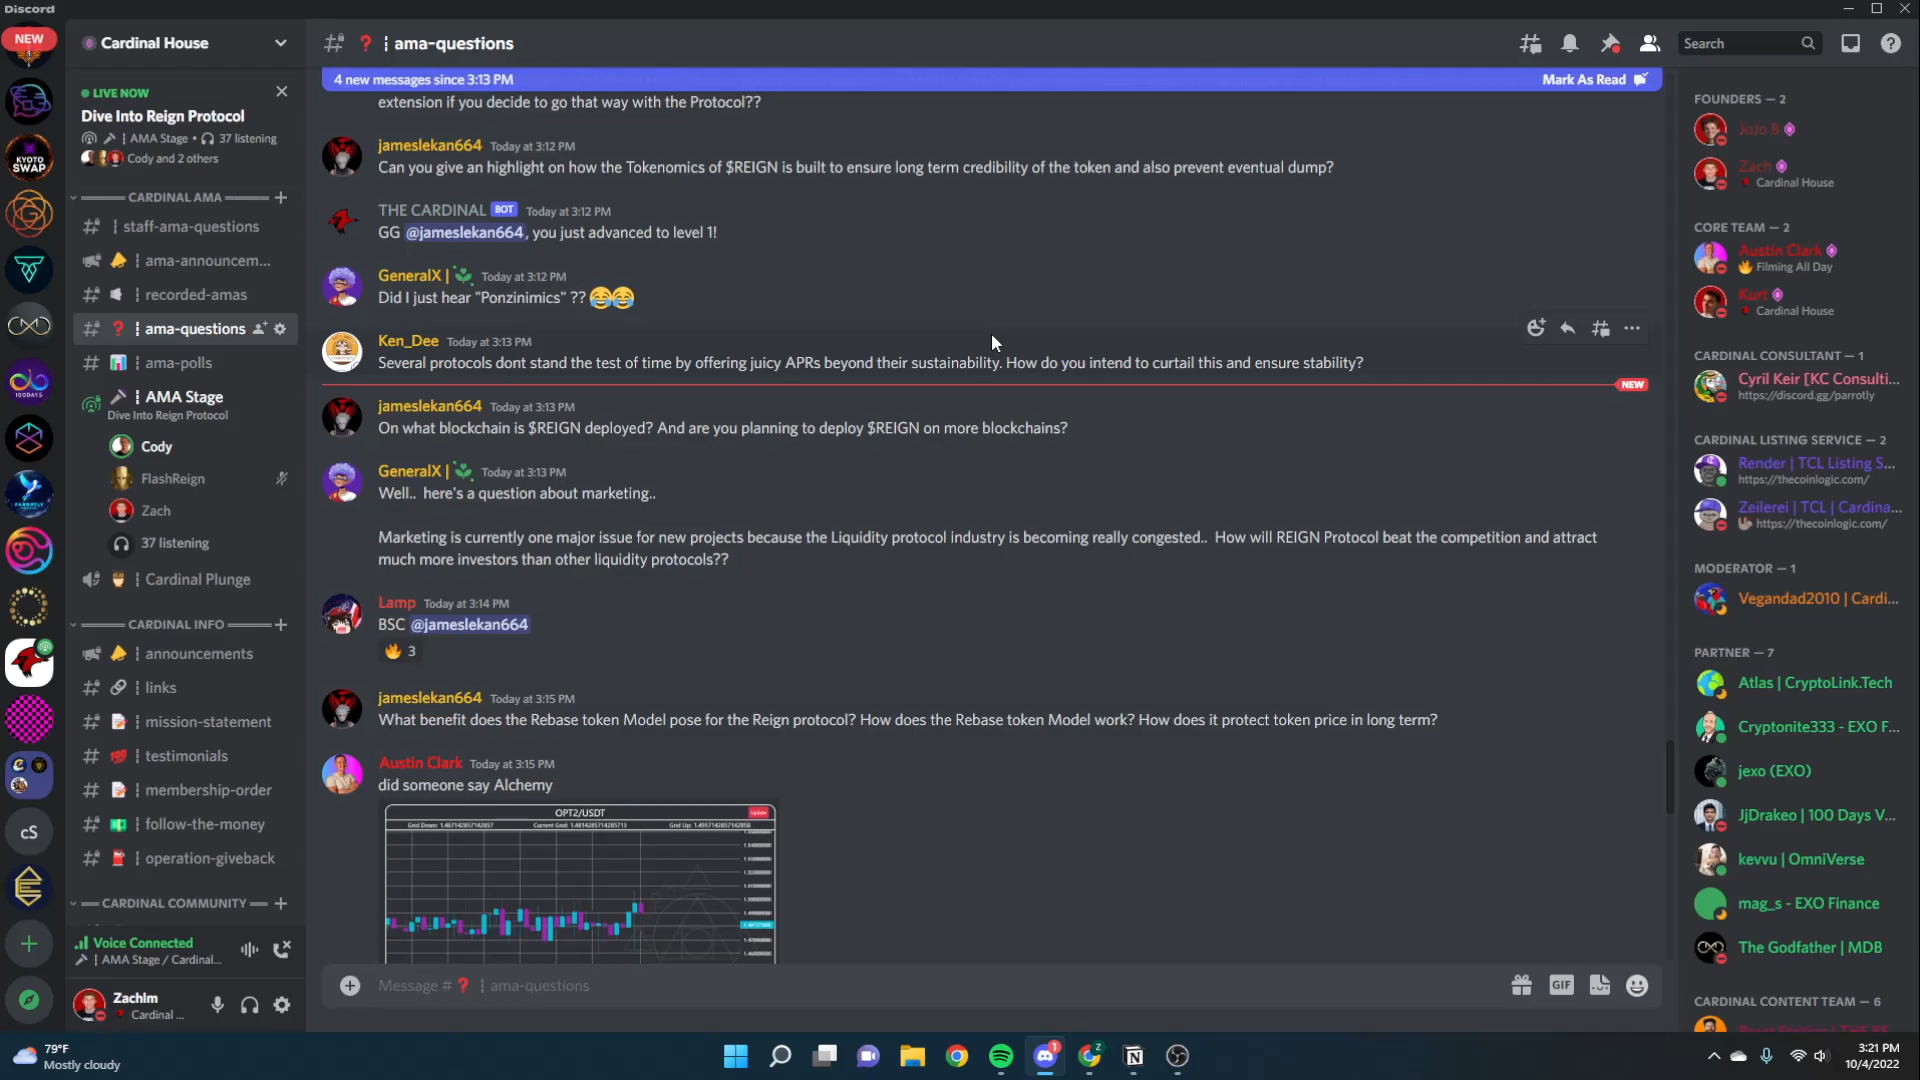 Discord
NEW
Cardinal House
LIVE NOW
Dive Into Reign Protocol
AMA Stage • 37 listening
Cody and 2 others
CARDINAL AMA
staff-ama-questions
ama-announcem...
recorded-amas
ama-questions
ama-polls
AMA Stage
Dive Into Reign Protocol
Cody
FlashReign
Zach
37 listening
Cardinal Plunge
CARDINAL INFO
announcements
links
mission-statement
testimonials
membership-order
follow-the-money
operation-giveback
CARDINAL COMMUNITY
Voice Connected
AMA Stage / Cardinal...
ZachIm
Cardinal ...
KYOTO
SWAP
100DAYS
PARROTLY
cS
ama-questions
Search
4 new messages since 3:13 PM
Mark As Read
extension if you decide to go that way with the Protocol??
jameslekan664 Today at 3:12 PM
Can you give an highlight on how the Tokenomics of $REIGN is built to ensure long term credibility of the token and also prevent eventual dump?
THE CARDINAL BOT Today at 3:12 PM
GG @jameslekan664, you just advanced to level 1!
GeneralX | Today at 3:12 PM
Did I just hear "Ponzinimics" ?? 😂😂
Ken_Dee Today at 3:13 PM
Several protocols dont stand the test of time by offering juicy APRs beyond their sustainability. How do you intend to curtail this and ensure stability?
NEW
jameslekan664 Today at 3:13 PM
On what blockchain is $REIGN deployed? And are you planning to deploy $REIGN on more blockchains?
GeneralX | Today at 3:13 PM
Well.. here's a question about marketing..
Marketing is currently one major issue for new projects because the Liquidity protocol industry is becoming really congested.. How will REIGN Protocol beat the competition and attract
much more investors than other liquidity protocols??
Lamp Today at 3:14 PM
BSC @jameslekan664
🔥 3
jameslekan664 Today at 3:15 PM
What benefit does the Rebase token Model pose for the Reign protocol? How does the Rebase token Model work? How does it protect token price in long term?
Austin Clark Today at 3:15 PM
did someone say Alchemy
OPT2/USDT
Update
Message # ❓ ¦ ama-questions
GIF
FOUNDERS — 2
JoJo B
Zach
Cardinal House
CORE TEAM — 2
Austin Clark
Filming All Day
Kurt
Cardinal House
CARDINAL CONSULTANT — 1
Cyril Keir [KC Consulti...
https://discord.gg/parrotly
CARDINAL LISTING SERVICE — 2
Render | TCL Listing S...
https://thecoinlogic.com/
Zeilerei | TCL | Cardina...
https://thecoinlogic.com/
MODERATOR — 1
Vegandad2010 | Cardi...
PARTNER — 7
Atlas | CryptoLink.Tech
Cryptonite333 - EXO F...
jexo (EXO)
JjDrakeo | 100 Days V...
kevvu | OmniVerse
mag_s - EXO Finance
The Godfather | MDB
CARDINAL CONTENT TEAM — 6
79°F
Mostly cloudy
1
Z
3:21 PM
10/4/2022